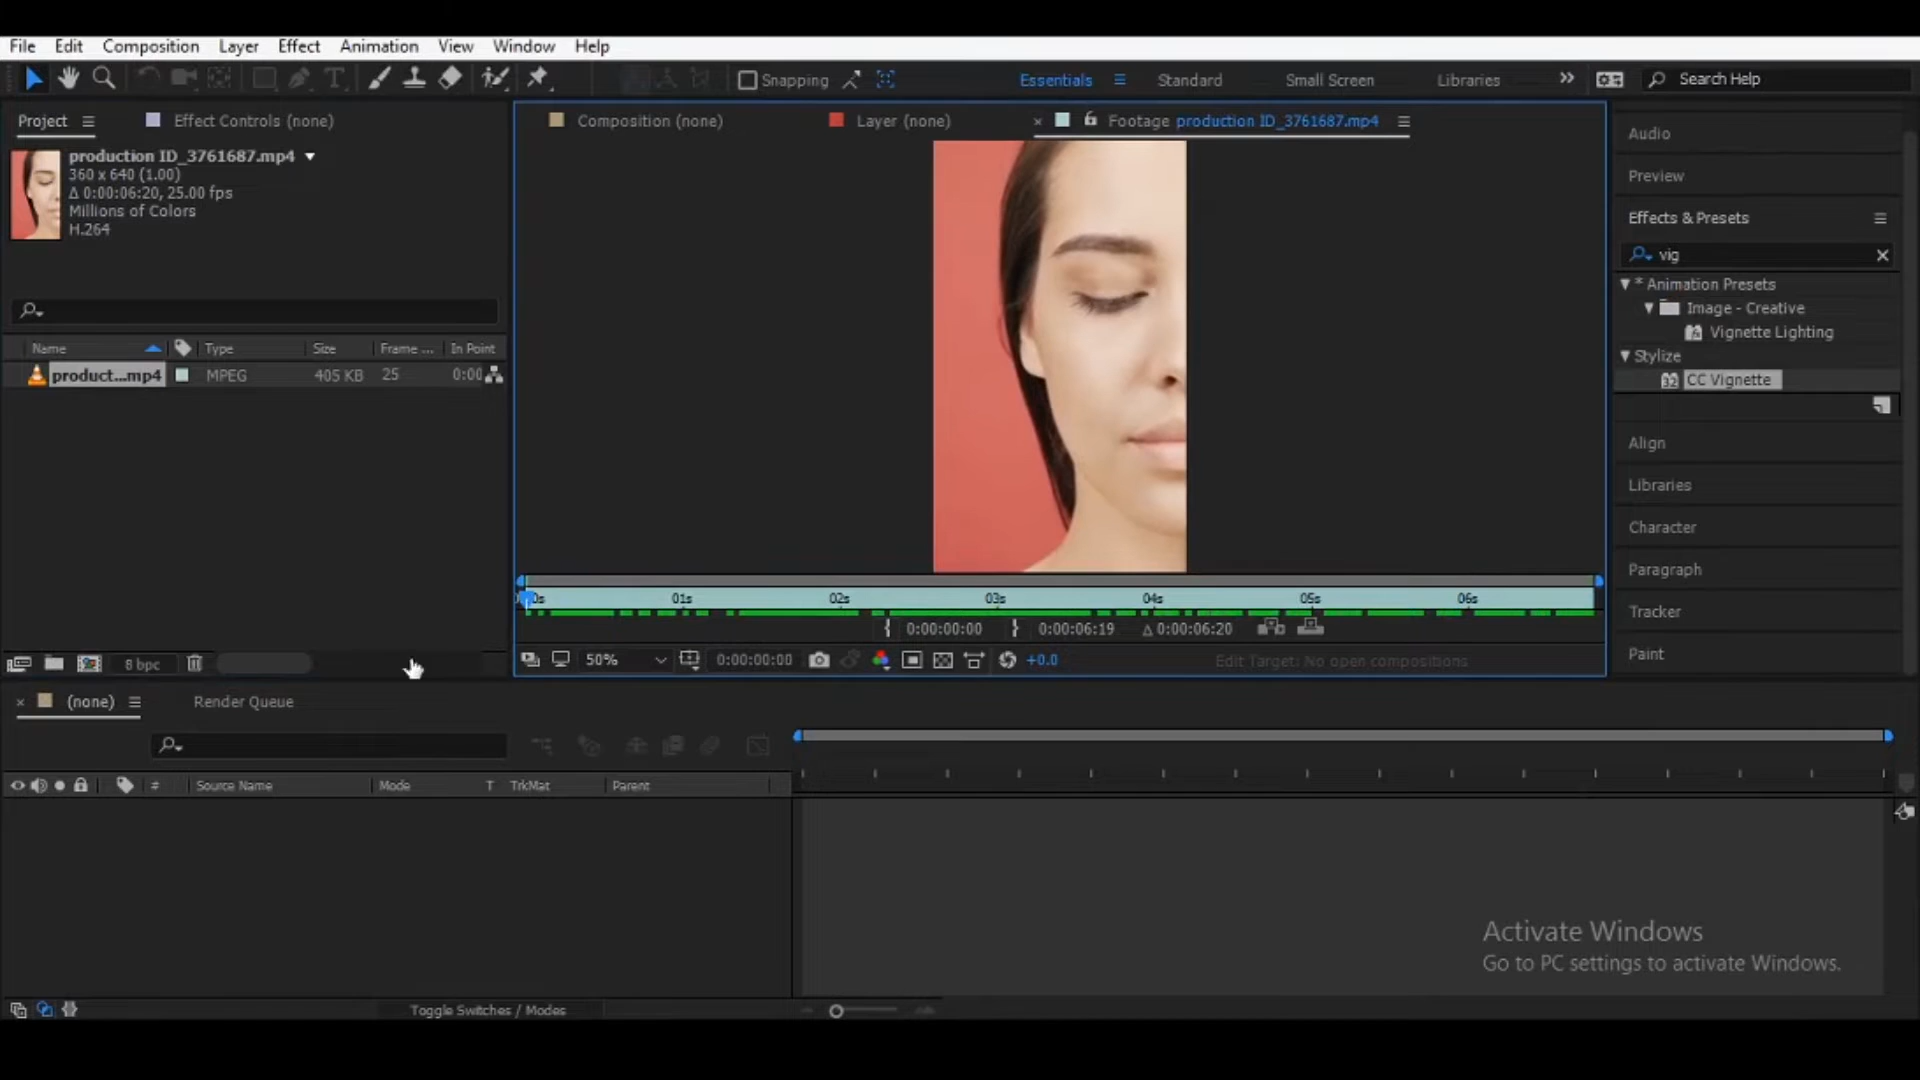 File Edit Composition Layer Effect Animation View Window Help
Snapping Essentials Standard Small Screen Libraries Search Help
Project Effect Controls (none)
production ID_3761687.mp4
360 x 640 (1.00)
Δ 0:00:06:20, 25.00 fps
Millions of Colors
H.264
Name Type Size Frame ... In Point
product...mp4 MPEG 405 KB 25 0:00
8 bpc
Composition (none) Layer (none) Footage production ID_3761687.mp4
01s 02s 03s 04s 05s 06s
0:00:00:00 0:00:06:19 Δ 0:00:06:20
50% 0:00:00:00 +0.0 Edit Target: No open compositions
Audio
Preview
Effects & Presets
vig
* Animation Presets
Image - Creative
Vignette Lighting
Stylize
32 CC Vignette
Align
Libraries
Character
Paragraph
Tracker
Paint
(none) Render Queue
# Source Name Mode T TrkMat Parent
Activate Windows
Go to PC settings to activate Windows.
Toggle Switches / Modes